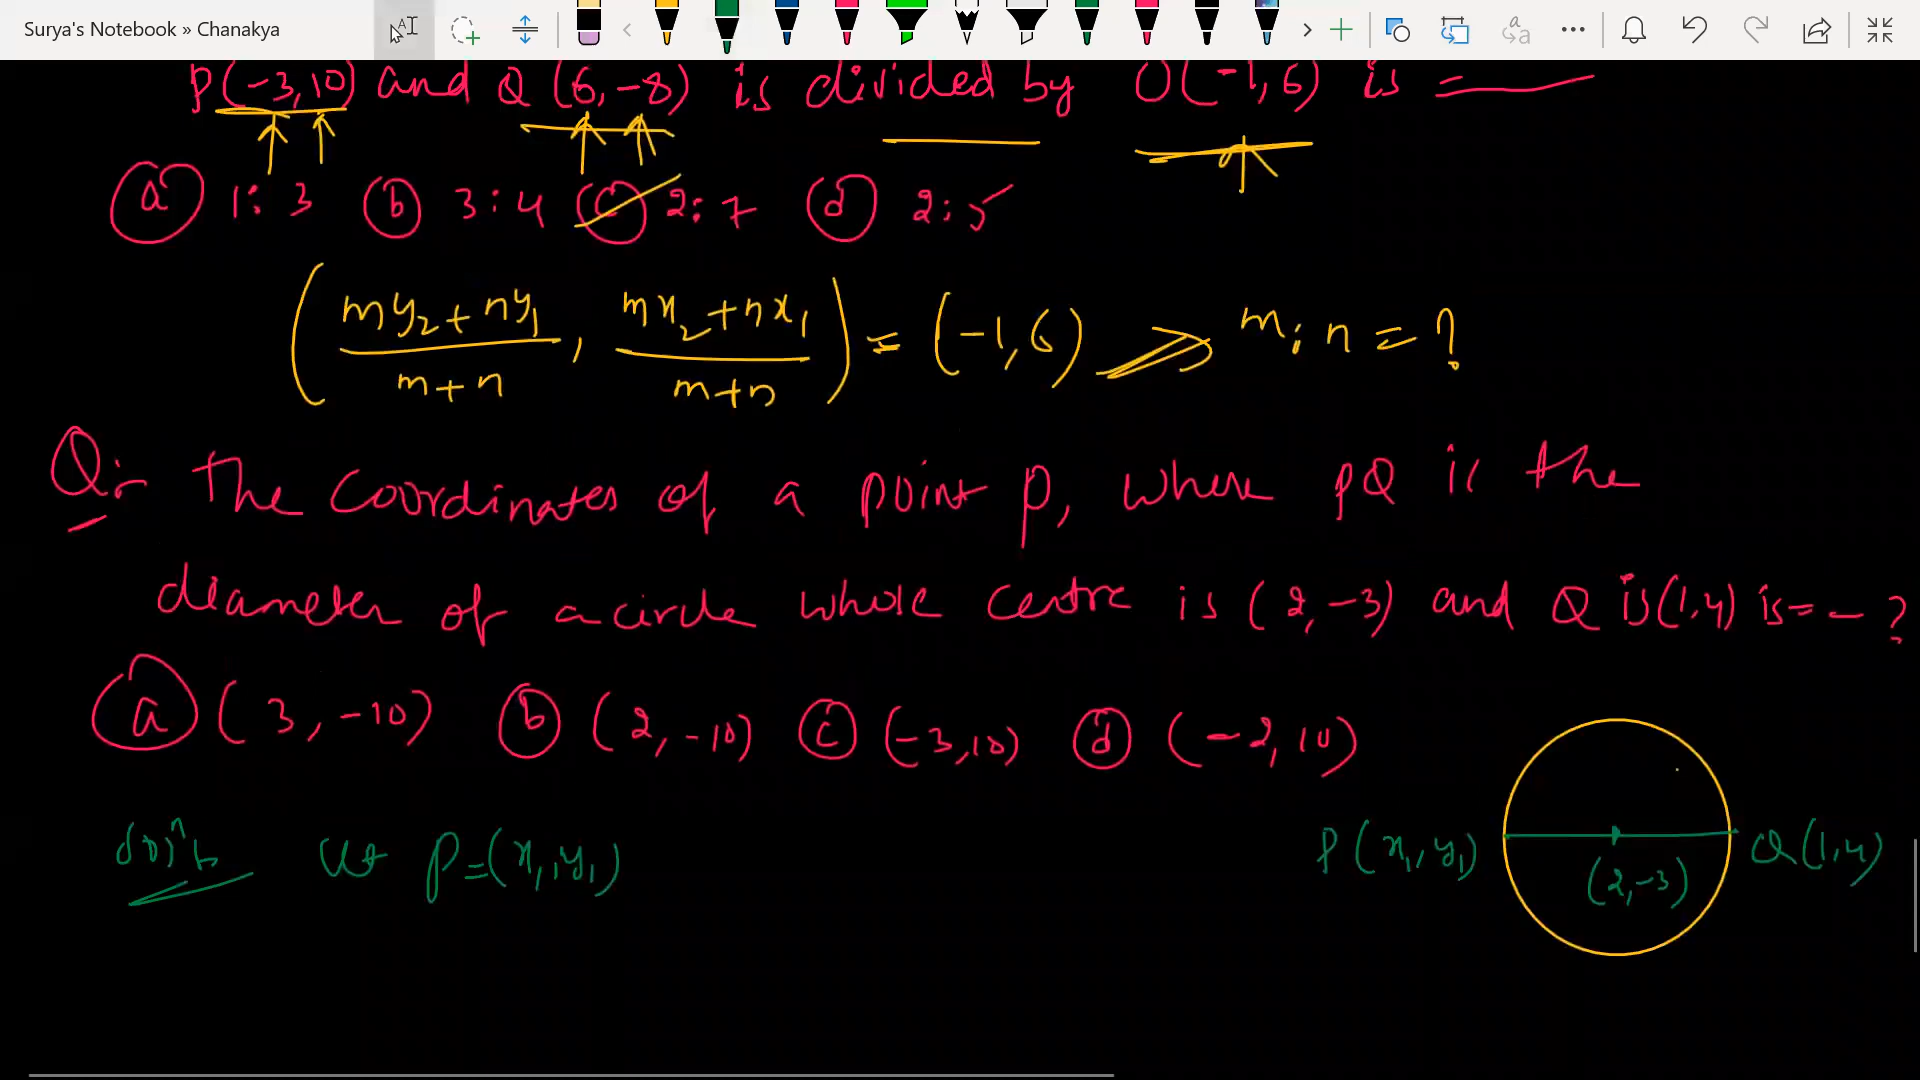 Surya's Notebook » Chanakya
P(-3,10) and Q (6,-8) is divided by O(-1,6) is ———
(a) 1:3 (b) 3:4 (c) 2:7 (d) 2:5
((my₂+ny₁)/(m+n), (mx₂+nx₁)/(m+n)) = (-1,6) ⇒ m:n = ?
Q:- The coordinates of a point P, where PQ is the
diameter of a circle whose centre is (2,-3) and Q is (1,4) is = - ?
(a) (3,-10) (b) (2,-10) (c) (-3,10) (d) (-2,10)
Solⁿ:- let P=(x₁,y₁)
P(x₁,y₁) (2,-3) Q(1,4)